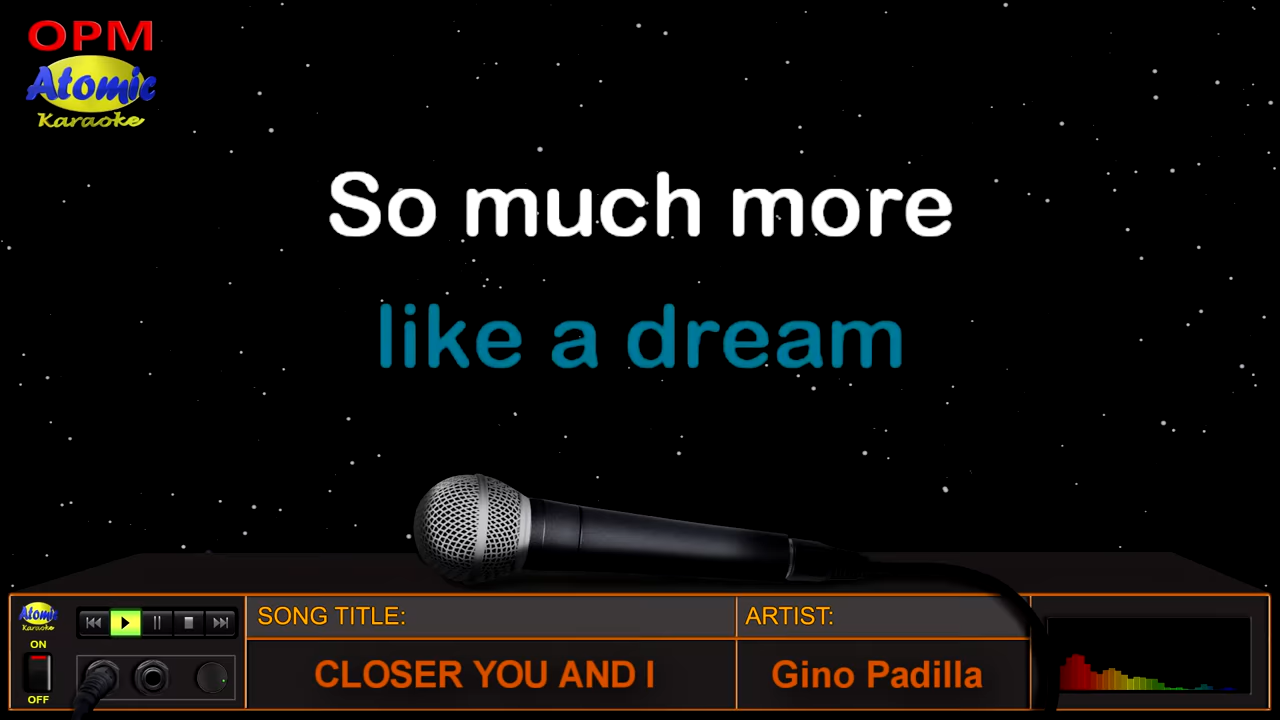 OPM
Atomic
Karaoke
So much more
like a dream
Atomic
Karaoke
ON
OFF
SONG TITLE:
ARTIST:
CLOSER YOU AND I
Gino Padilla